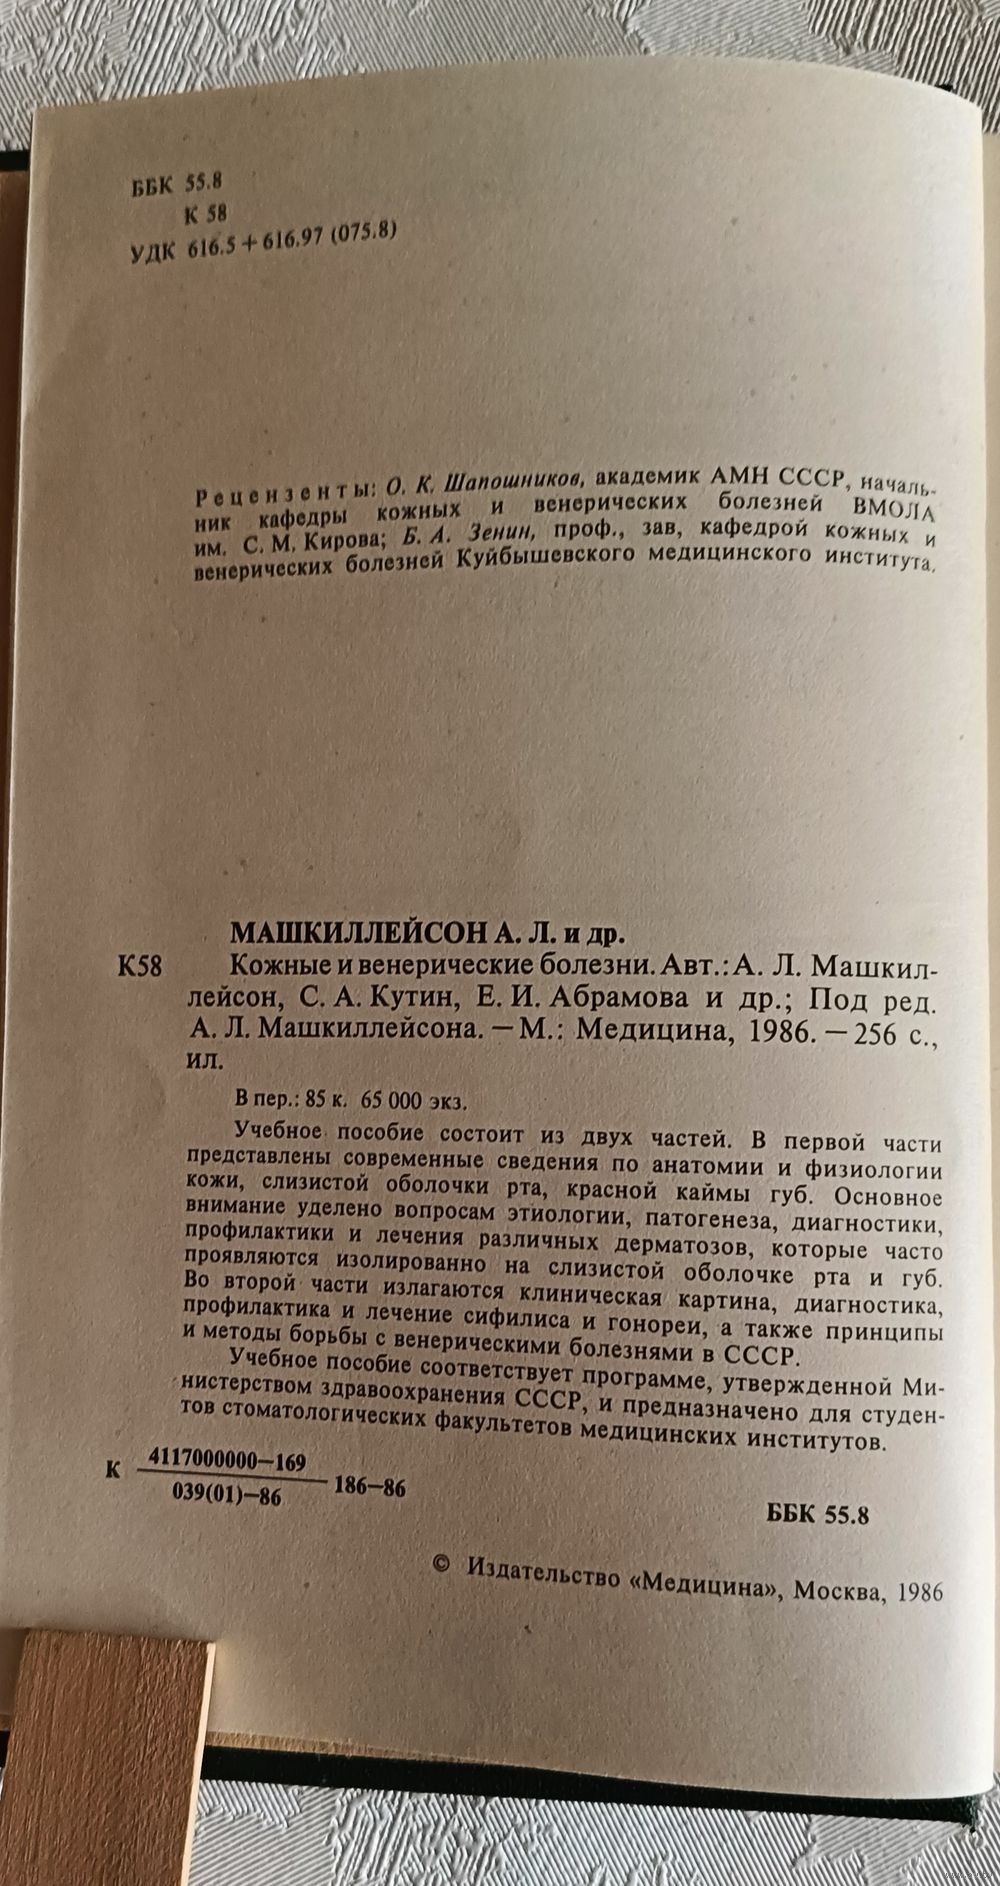 ББК 55.8
К 58
УДК 616.5 + 616.97 (075.8)
Рецензенты: О. К. Шапошников, академик АМН СССР, началь-
ник кафедры кожных и венерических болезней ВМОЛА
им. С. М. Кирова; Б. А. Зенин, проф., зав, кафедрой кожных и
венерических болезней Куйбышевского медицинского института.
МАШКИЛЛЕЙСОН А. Л. и др.
К58 Кожные и венерические болезни. Авт.: А. Л. Машкил-
лейсон, С. А. Кутин, Е. И. Абрамова и др.; Под ред.
А. Л. Машкиллейсона. — М.: Медицина, 1986. — 256 с.,
ил.
В пер.: 85 к. 65 000 экз.
Учебное пособие состоит из двух частей. В первой части
представлены современные сведения по анатомии и физиологии
кожи, слизистой оболочки рта, красной каймы губ. Основное
внимание уделено вопросам этиологии, патогенеза, диагностики,
профилактики и лечения различных дерматозов, которые часто
проявляются изолированно на слизистой оболочке рта и губ.
Во второй части излагаются клиническая картина, диагностика,
профилактика и лечение сифилиса и гонореи, а также принципы
и методы борьбы с венерическими болезнями в СССР.
Учебное пособие соответствует программе, утвержденной Ми-
нистерством здравоохранения СССР, и предназначено для студен-
тов стоматологических факультетов медицинских институтов.
К 4117000000—169
039(01)—86 186—86
ББК 55.8
© Издательство «Медицина», Москва, 1986